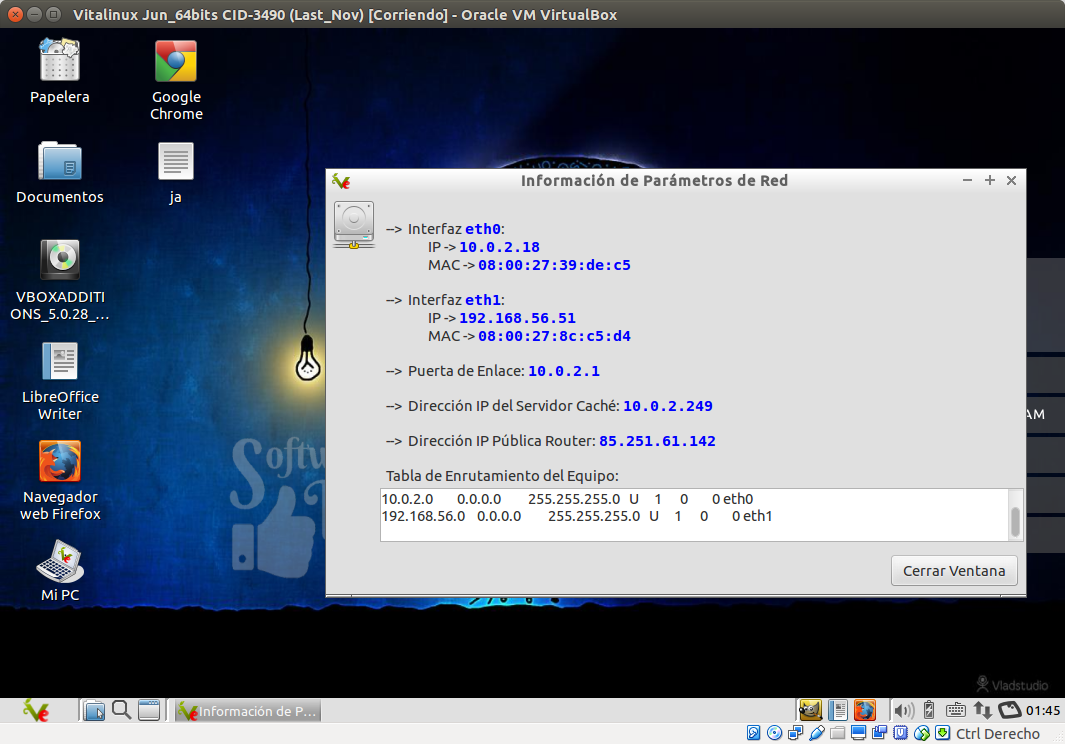 Vitalinux Jun_64bits CID-3490 (Last_Nov) [Corriendo] - Oracle VM VirtualBox
Papelera
Google
Chrome
Documentos
ja
VBOXADDITI
ONS_5.0.28_...
LibreOffice
Writer
Navegador
web Firefox
Mi PC
Softw
AM
Información de Parámetros de Red
--> Interfaz eth0:
IP -> 10.0.2.18
MAC -> 08:00:27:39:de:c5
--> Interfaz eth1:
IP -> 192.168.56.51
MAC -> 08:00:27:8c:c5:d4
--> Puerta de Enlace: 10.0.2.1
--> Dirección IP del Servidor Caché: 10.0.2.249
--> Dirección IP Pública Router: 85.251.61.142
Tabla de Enrutamiento del Equipo:
10.0.2.0 0.0.0.0 255.255.255.0 U 1 0 0 eth0
192.168.56.0 0.0.0.0 255.255.255.0 U 1 0 0 eth1
Cerrar Ventana
Vladstudio
Información de P...
01:45
Ctrl Derecho